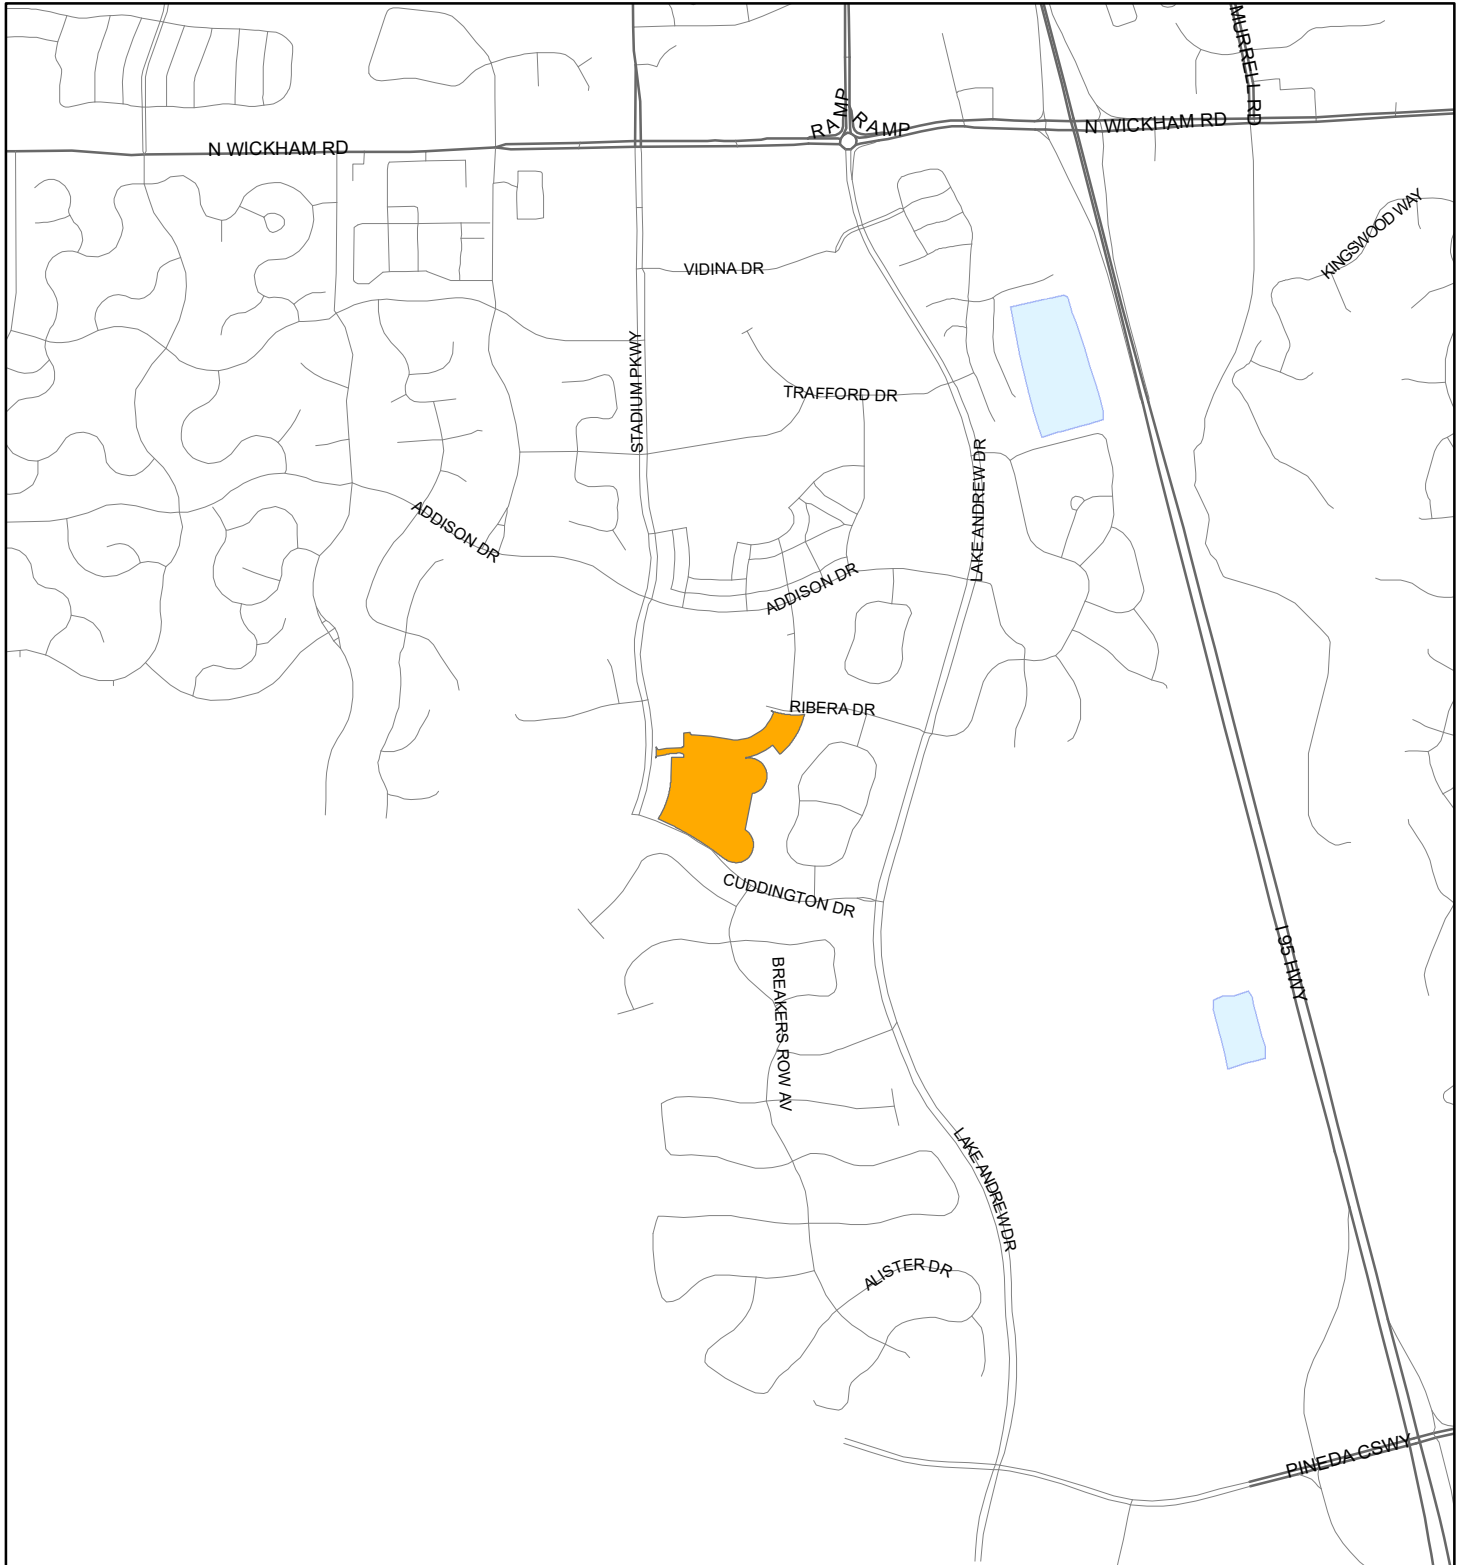 MURRELL RD
RAMP
RAMP
N WICKHAM RD
N WICKHAM RD
KINGSWOOD WAY
VIDINA DR
STADIUM PKWY
TRAFFORD DR
LAKE ANDREW DR
ADDISON DR
ADDISON DR
RIBERA DR
CUDDINGTON DR
BREAKERS ROW AV
I 95 HWY
LAKE ANDREW DR
ALISTER DR
PINEDA CSWY